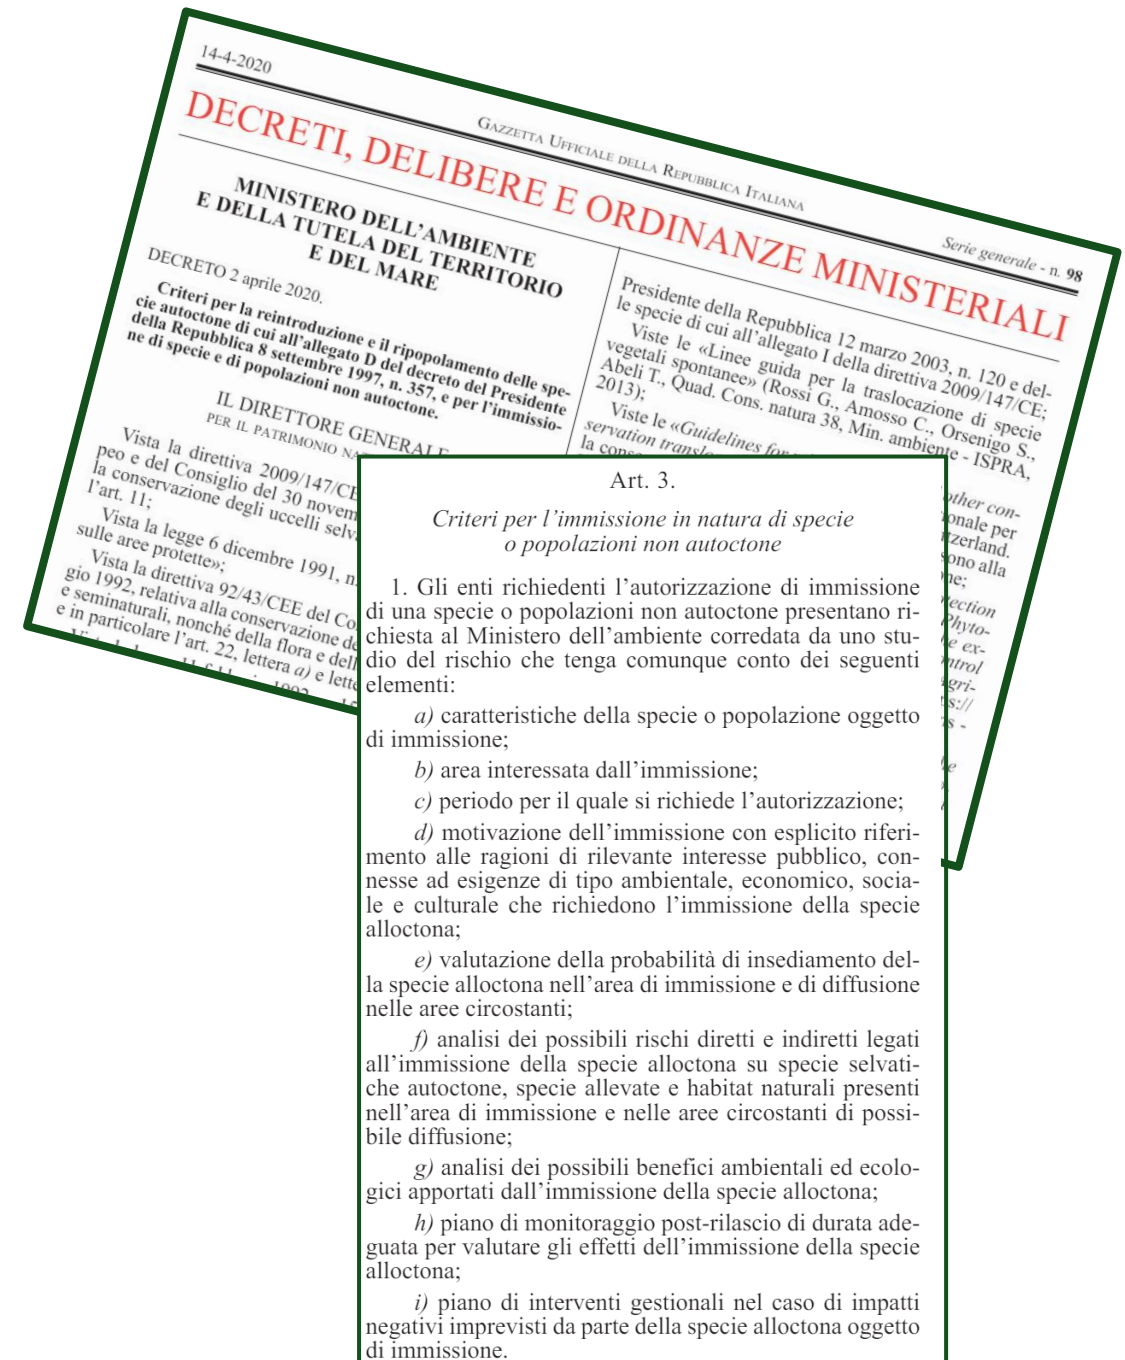 14-4-2020
GAZZETTA UFFICIALE DELLA REPUBBLICA ITALIANA
Serie generale - n. 98
DECRETI, DELIBERE E ORDINANZE MINISTERIALI
MINISTERO DELL'AMBIENTE
E DELLA TUTELA DEL TERRITORIO
E DEL MARE
DECRETO 2 aprile 2020.
Criteri per la reintroduzione e il ripopolamento delle spe-
cie autoctone di cui all'allegato D del decreto del Presidente
della Repubblica 8 settembre 1997, n. 357, e per l'immissio-
ne di specie e di popolazioni non autoctone.
IL DIRETTORE GENERALE
PER IL PATRIMONIO
Vista la direttiva 2009/147/CE
peo e del Consiglio del 30 novem
la conservazione degli uccelli selv
l'art. 11;
Vista la legge 6 dicembre 1991, n.
sulle aree protette»;
Vista la direttiva 92/43/CEE del Co
gio 1992, relativa alla conservazione de
e seminaturali, nonché della flora e dell
e in particolare l'art. 22, lettera a) e lette
Presidente della Repubblica 12 marzo 2003, n. 120 e del-
le specie di cui all'allegato I della direttiva 2009/147/CE;
Viste le «Linee guida per la traslocazione di specie
vegetali spontanee» (Rossi G., Amosso C., Orsenigo S.,
Abeli T., Quad. Cons. natura 38, Min. ambiente - ISPRA,
2013);
Viste le «Guidelines for
servation transl
la cons
other con-
onale per
tzerland.
sono alla
ne;
tection
Phyto-
e ex-
ntrol
gri-
s://
s -
Art. 3.
Criteri per l'immissione in natura di specie
o popolazioni non autoctone
1. Gli enti richiedenti l'autorizzazione di immissione
di una specie o popolazioni non autoctone presentano ri-
chiesta al Ministero dell'ambiente corredata da uno stu-
dio del rischio che tenga comunque conto dei seguenti
elementi:
a) caratteristiche della specie o popolazione oggetto
di immissione;
b) area interessata dall'immissione;
c) periodo per il quale si richiede l'autorizzazione;
d) motivazione dell'immissione con esplicito riferi-
mento alle ragioni di rilevante interesse pubblico, con-
nesse ad esigenze di tipo ambientale, economico, socia-
le e culturale che richiedono l'immissione della specie
alloctona;
e) valutazione della probabilità di insediamento del-
la specie alloctona nell'area di immissione e di diffusione
nelle aree circostanti;
f) analisi dei possibili rischi diretti e indiretti legati
all'immissione della specie alloctona su specie selvati-
che autoctone, specie allevate e habitat naturali presenti
nell'area di immissione e nelle aree circostanti di possi-
bile diffusione;
g) analisi dei possibili benefici ambientali ed ecolo-
gici apportati dall'immissione della specie alloctona;
h) piano di monitoraggio post-rilascio di durata ade-
guata per valutare gli effetti dell'immissione della specie
alloctona;
i) piano di interventi gestionali nel caso di impatti
negativi imprevisti da parte della specie alloctona oggetto
di immissione.